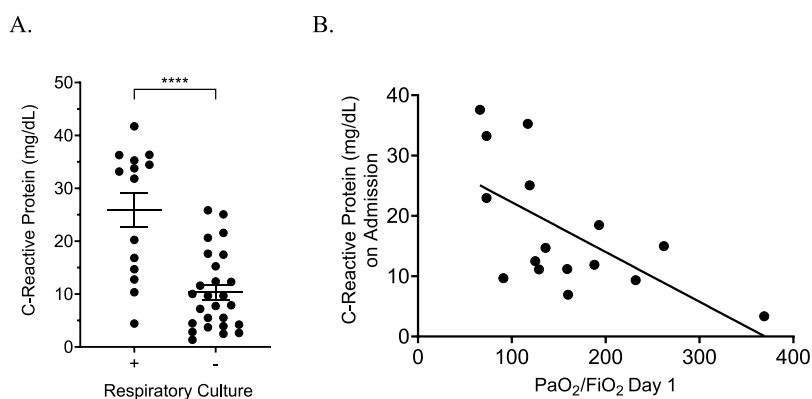 A.
B.
C-Reactive Protein (mg/dL)
50
40
30
20
10
0
****
+
-
Respiratory Culture
C-Reactive Protein (mg/dL)
on Admission
40
30
20
10
0
0
100
200
300
400
PaO₂/FiO₂ Day 1